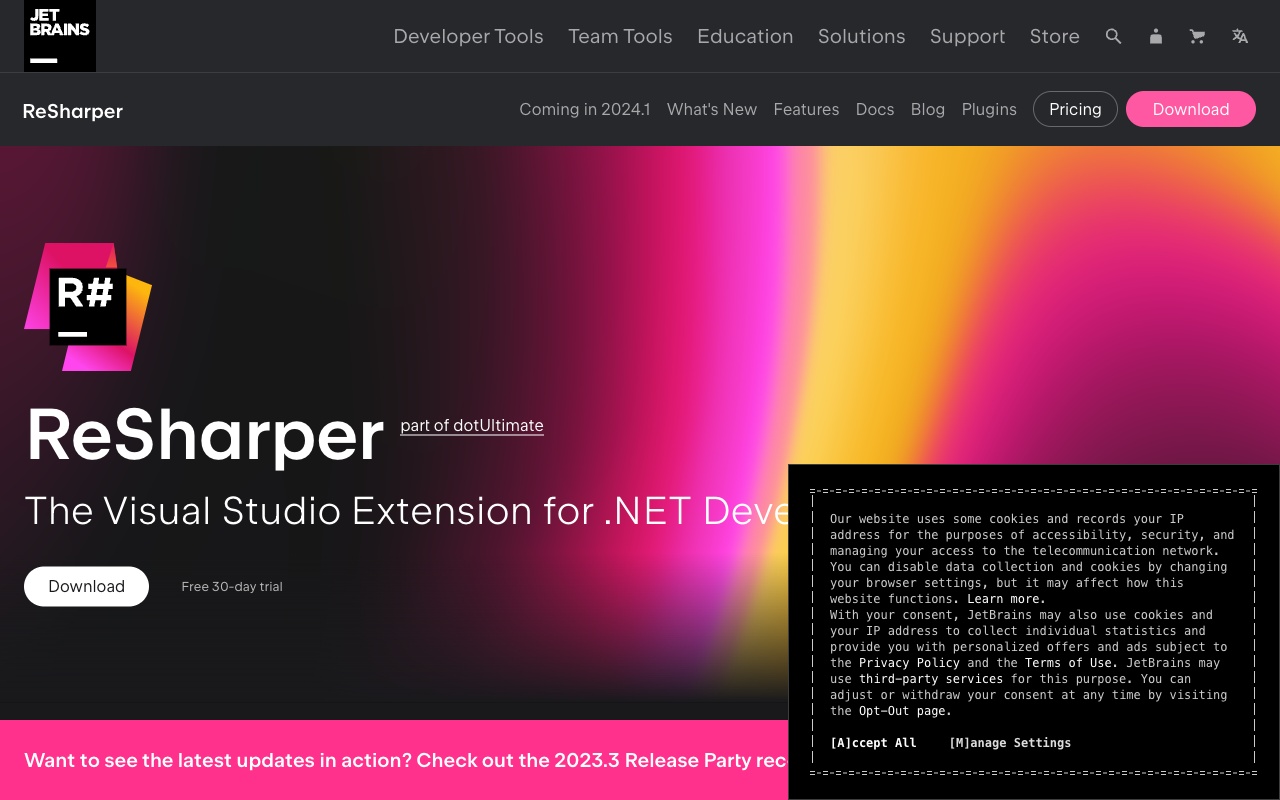 JET
BRAINS
Developer Tools Team Tools Education Solutions Support Store
ReSharper
Coming in 2024.1 What's New Features Docs Blog Plugins Pricing Download
R#
ReSharper part of dotUltimate
The Visual Studio Extension for .NET
Download Free 30-day trial
Want to see the latest updates in action? Check out the 2023.3 Release Party
Our website uses some cookies and records your IP
address for the purposes of accessibility, security, and
managing your access to the telecommunication network.
You can disable data collection and cookies by changing
your browser settings, but it may affect how this
website functions. Learn more.
With your consent, JetBrains may also use cookies and
your IP address to collect individual statistics and
provide you with personalized offers and ads subject to
the Privacy Policy and the Terms of Use. JetBrains may
use third-party services for this purpose. You can
adjust or withdraw your consent at any time by visiting
the Opt-Out page.
[A]ccept All [M]anage Settings